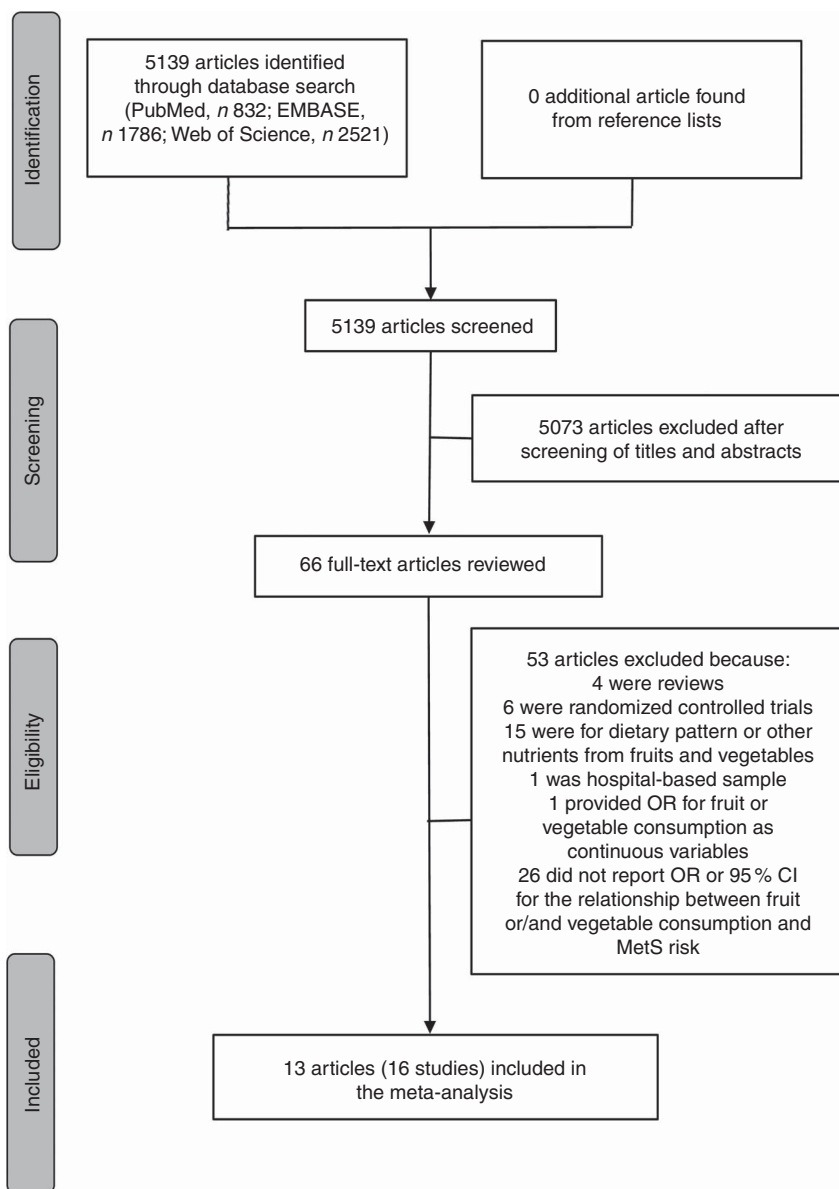 Identification
5139 articles identified
through database search
(PubMed, n 832; EMBASE,
n 1786; Web of Science, n 2521)
0 additional article found
from reference lists
Screening
5139 articles screened
5073 articles excluded after
screening of titles and abstracts
66 full-text articles reviewed
Eligibility
53 articles excluded because:
4 were reviews
6 were randomized controlled trials
15 were for dietary pattern or other
nutrients from fruits and vegetables
1 was hospital-based sample
1 provided OR for fruit or
vegetable consumption as
continuous variables
26 did not report OR or 95 % CI
for the relationship between fruit
or/and vegetable consumption and
MetS risk
Included
13 articles (16 studies) included in
the meta-analysis